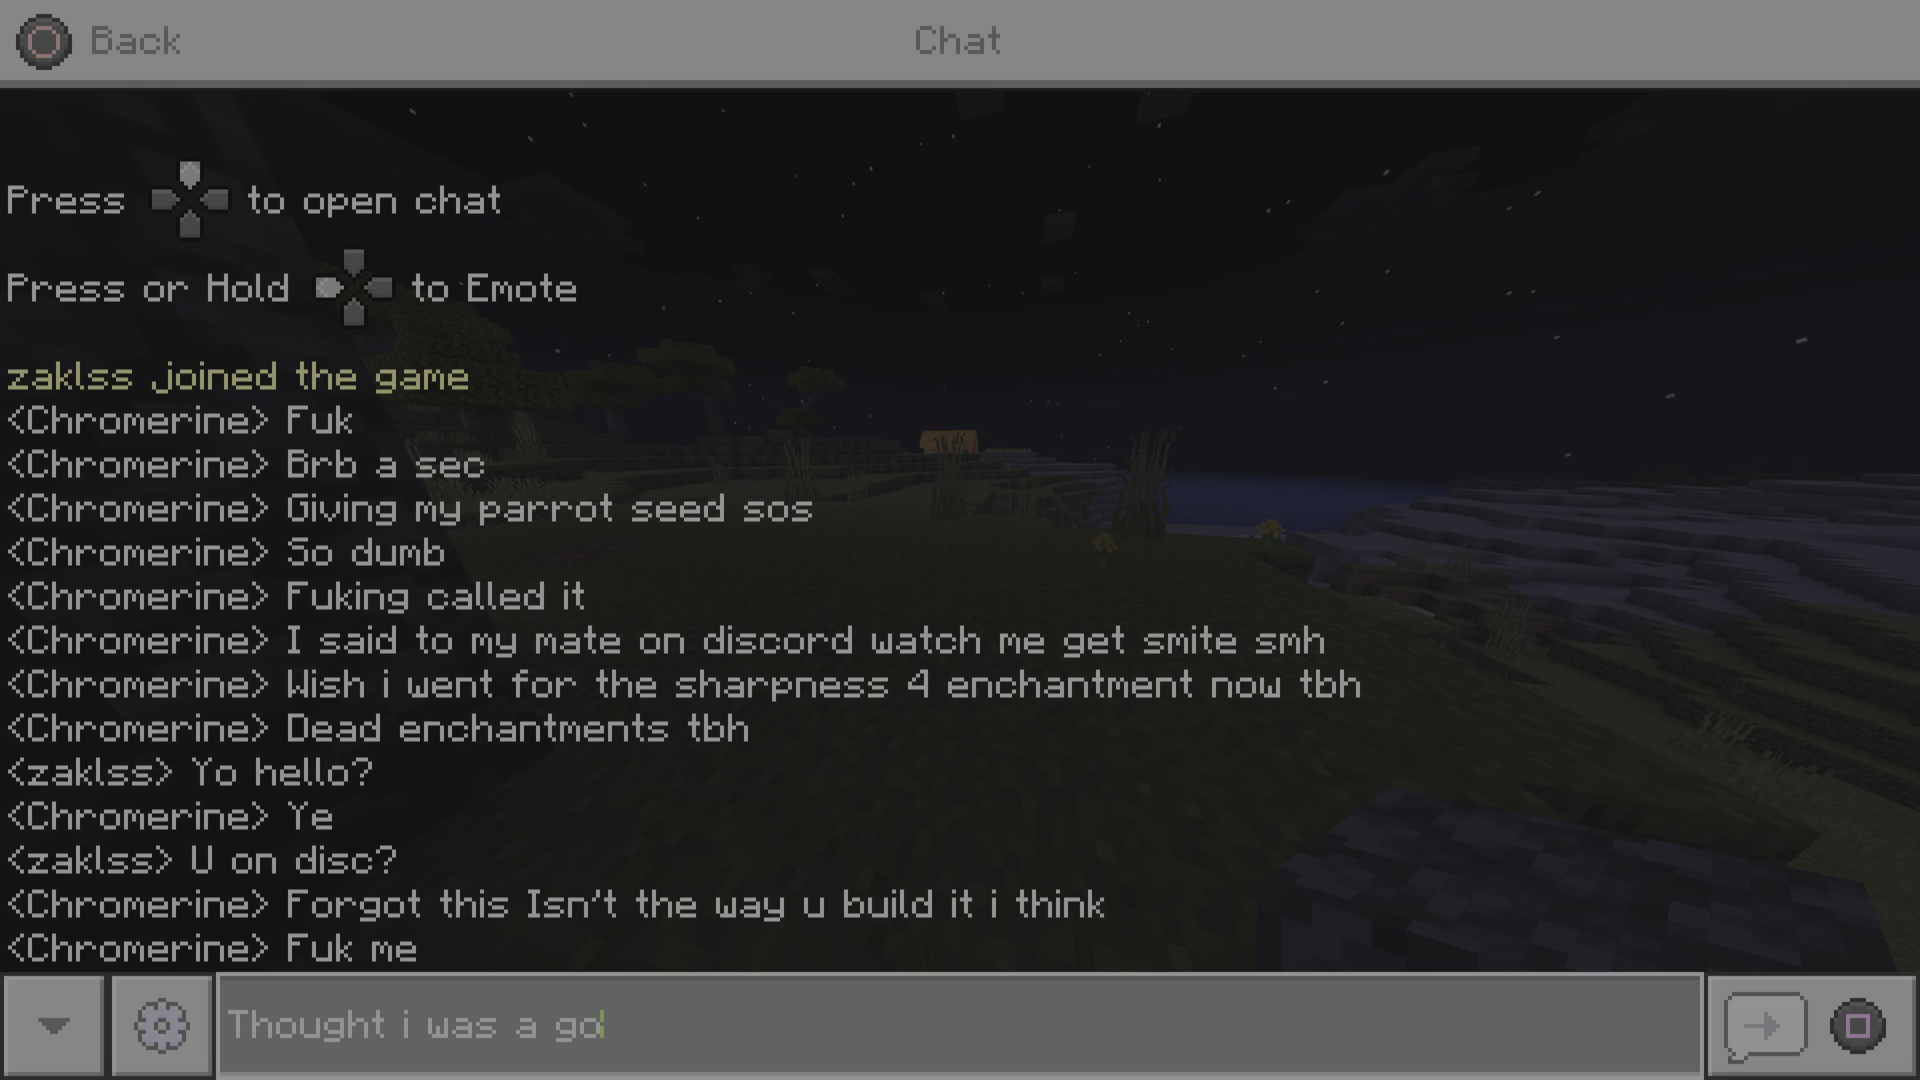 Back
Chat
Press to open chat
Press or Hold to Emote
zaklss joined the game
<Chromerine> Fuk
<Chromerine> Brb a sec
<Chromerine> Giving my parrot seed sos
<Chromerine> So dumb
<Chromerine> Fuking called it
<Chromerine> I said to my mate on discord watch me get smite smh
<Chromerine> Wish i went for the sharpness 4 enchantment now tbh
<Chromerine> Dead enchantments tbh
<zaklss> Yo hello?
<Chromerine> Ye
<zaklss> U on disc?
<Chromerine> Forgot this Isn't the way u build it i think
<Chromerine> Fuk me
Thought i was a go